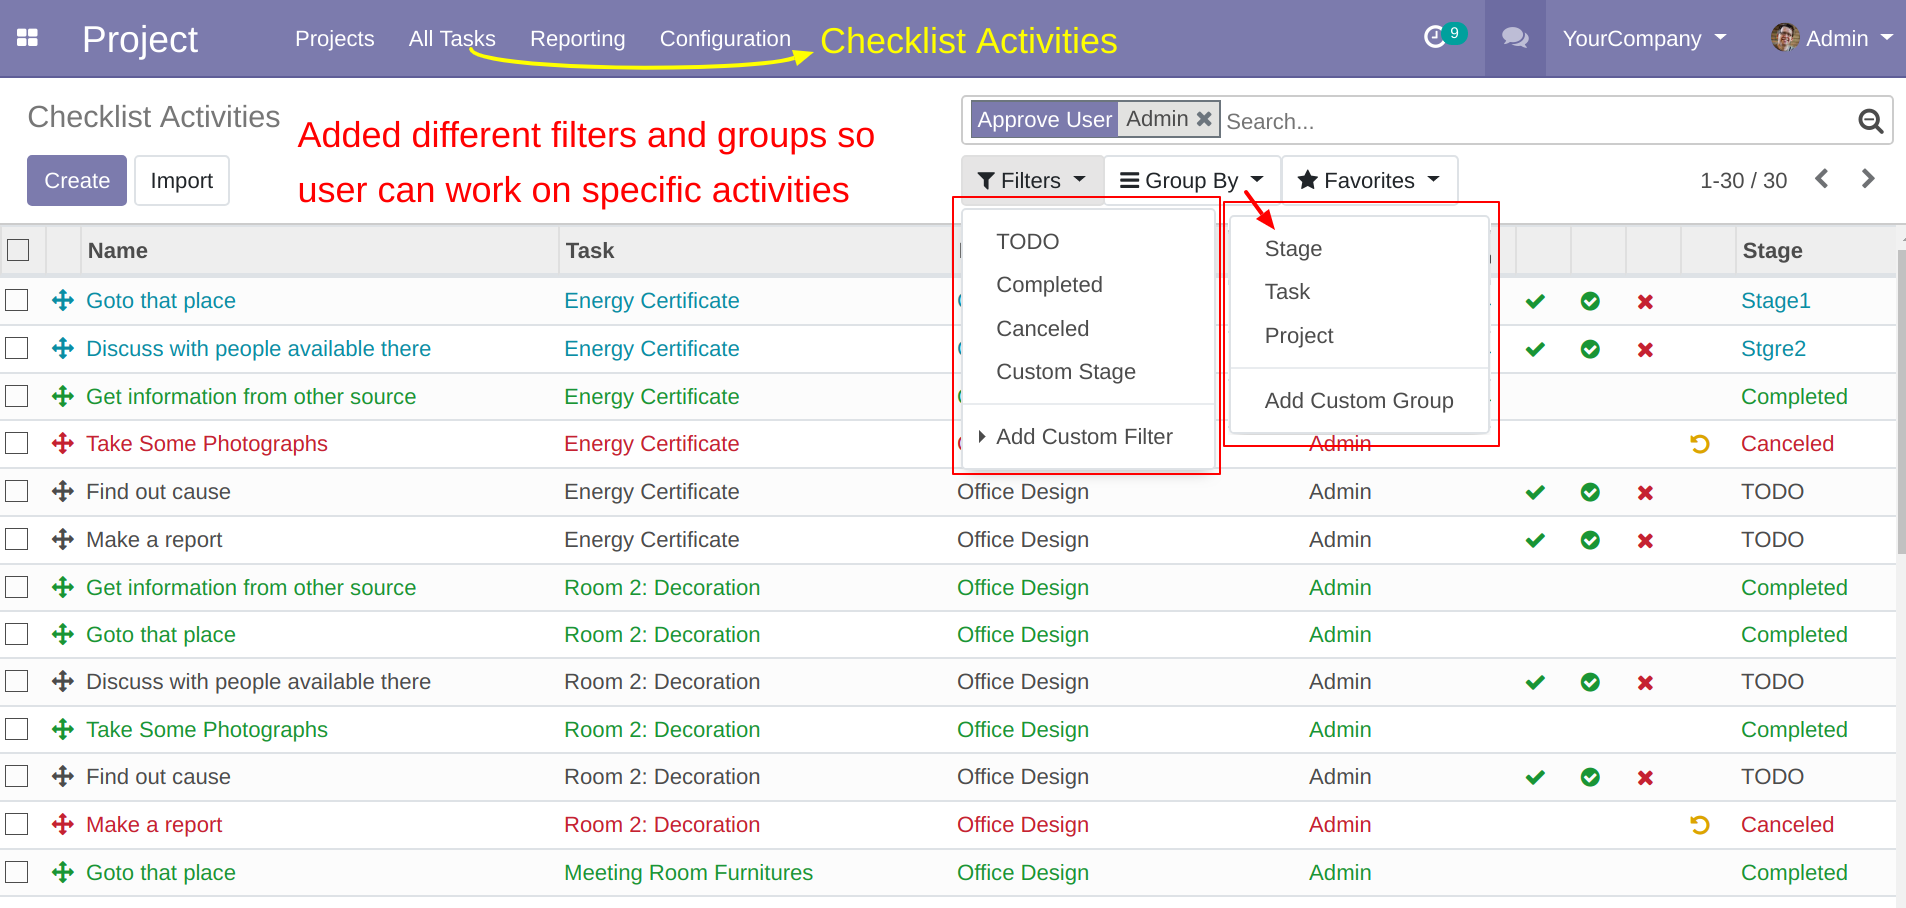 Project Projects All Tasks Reporting Configuration Checklist Activities 9 YourCompany Admin
Checklist Activities
Added different filters and groups so
user can work on specific activities
Approve User Admin Search...
Create Import
Filters Group By Favorites 1-30 / 30
TODO
Completed
Canceled
Custom Stage
Add Custom Filter
Stage
Task
Project
Add Custom Group
Name Task Stage
Goto that place Energy Certificate Stage1
Discuss with people available there Energy Certificate Stgre2
Get information from other source Energy Certificate Completed
Take Some Photographs Energy Certificate Admin Canceled
Find out cause Energy Certificate Office Design Admin TODO
Make a report Energy Certificate Office Design Admin TODO
Get information from other source Room 2: Decoration Office Design Admin Completed
Goto that place Room 2: Decoration Office Design Admin Completed
Discuss with people available there Room 2: Decoration Office Design Admin TODO
Take Some Photographs Room 2: Decoration Office Design Admin Completed
Find out cause Room 2: Decoration Office Design Admin TODO
Make a report Room 2: Decoration Office Design Admin Canceled
Goto that place Meeting Room Furnitures Office Design Admin Completed